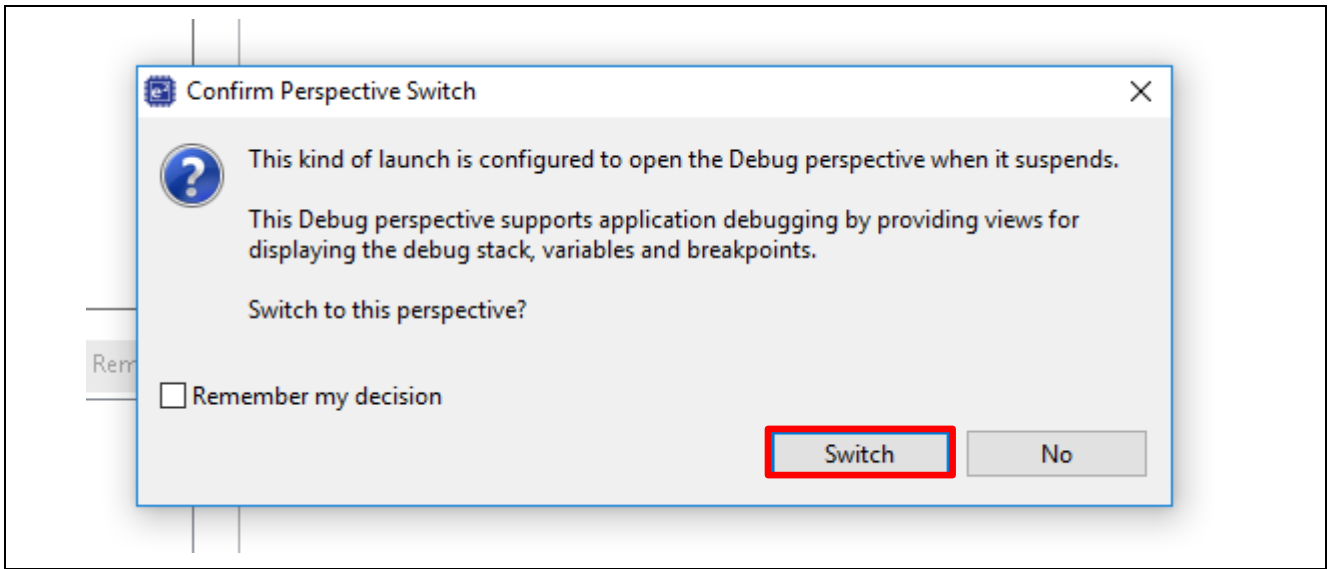 Confirm Perspective Switch
This kind of launch is configured to open the Debug perspective when it suspends.
This Debug perspective supports application debugging by providing views for
displaying the debug stack, variables and breakpoints.
Switch to this perspective?
Rem
Remember my decision
Switch
No